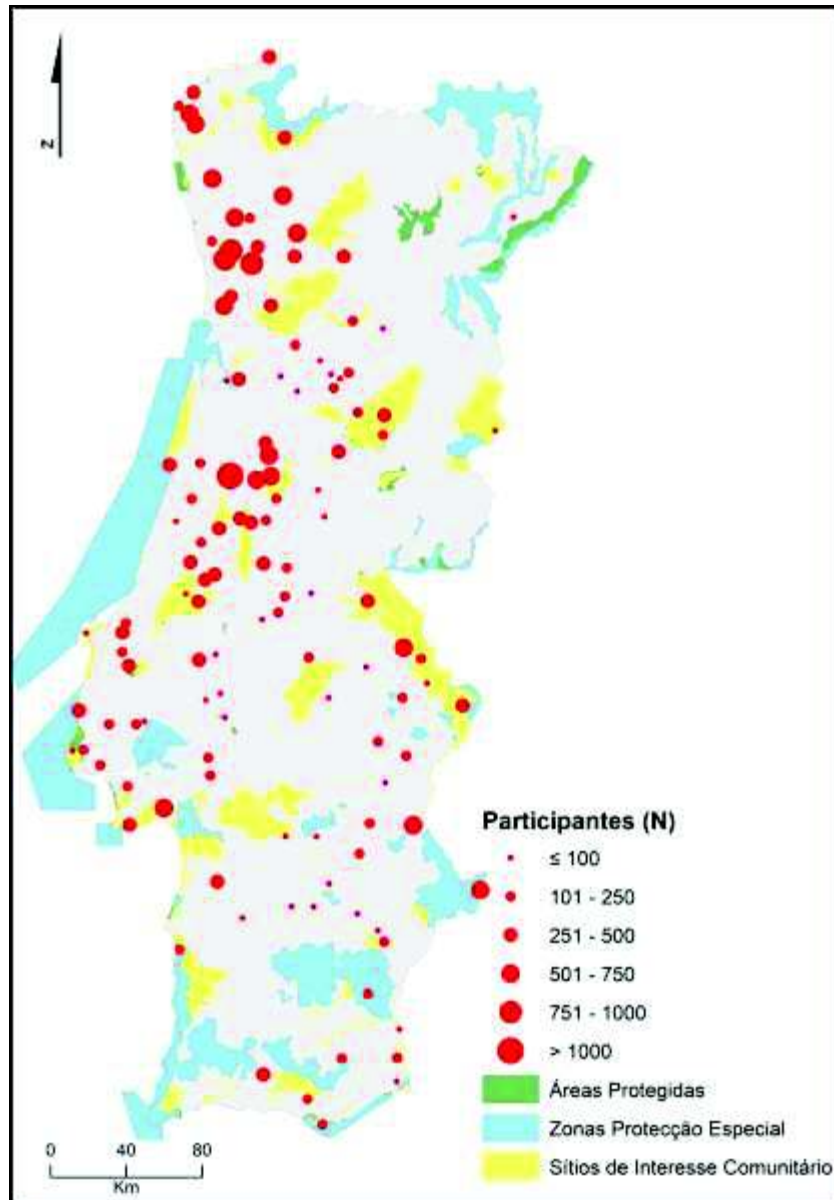 N
Participantes (N)
≤ 100
101 - 250
251 - 500
501 - 750
751 - 1000
> 1000
Áreas Protegidas
Zonas Protecção Especial
Sítios de Interesse Comunitário
0 40 80
Km